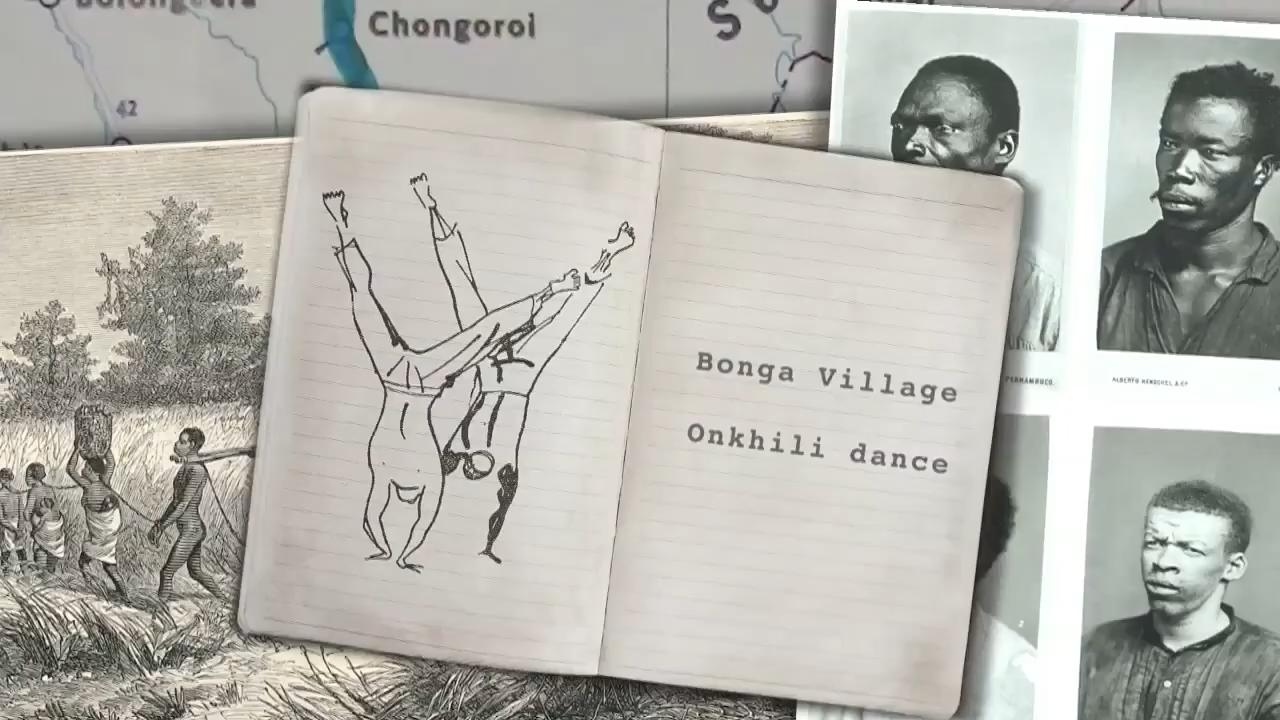 Chongoroi
S
42
Bonga Village
Onkhili dance
PERNAMBUCO.
ALBERTO HENSCHEL & Cº